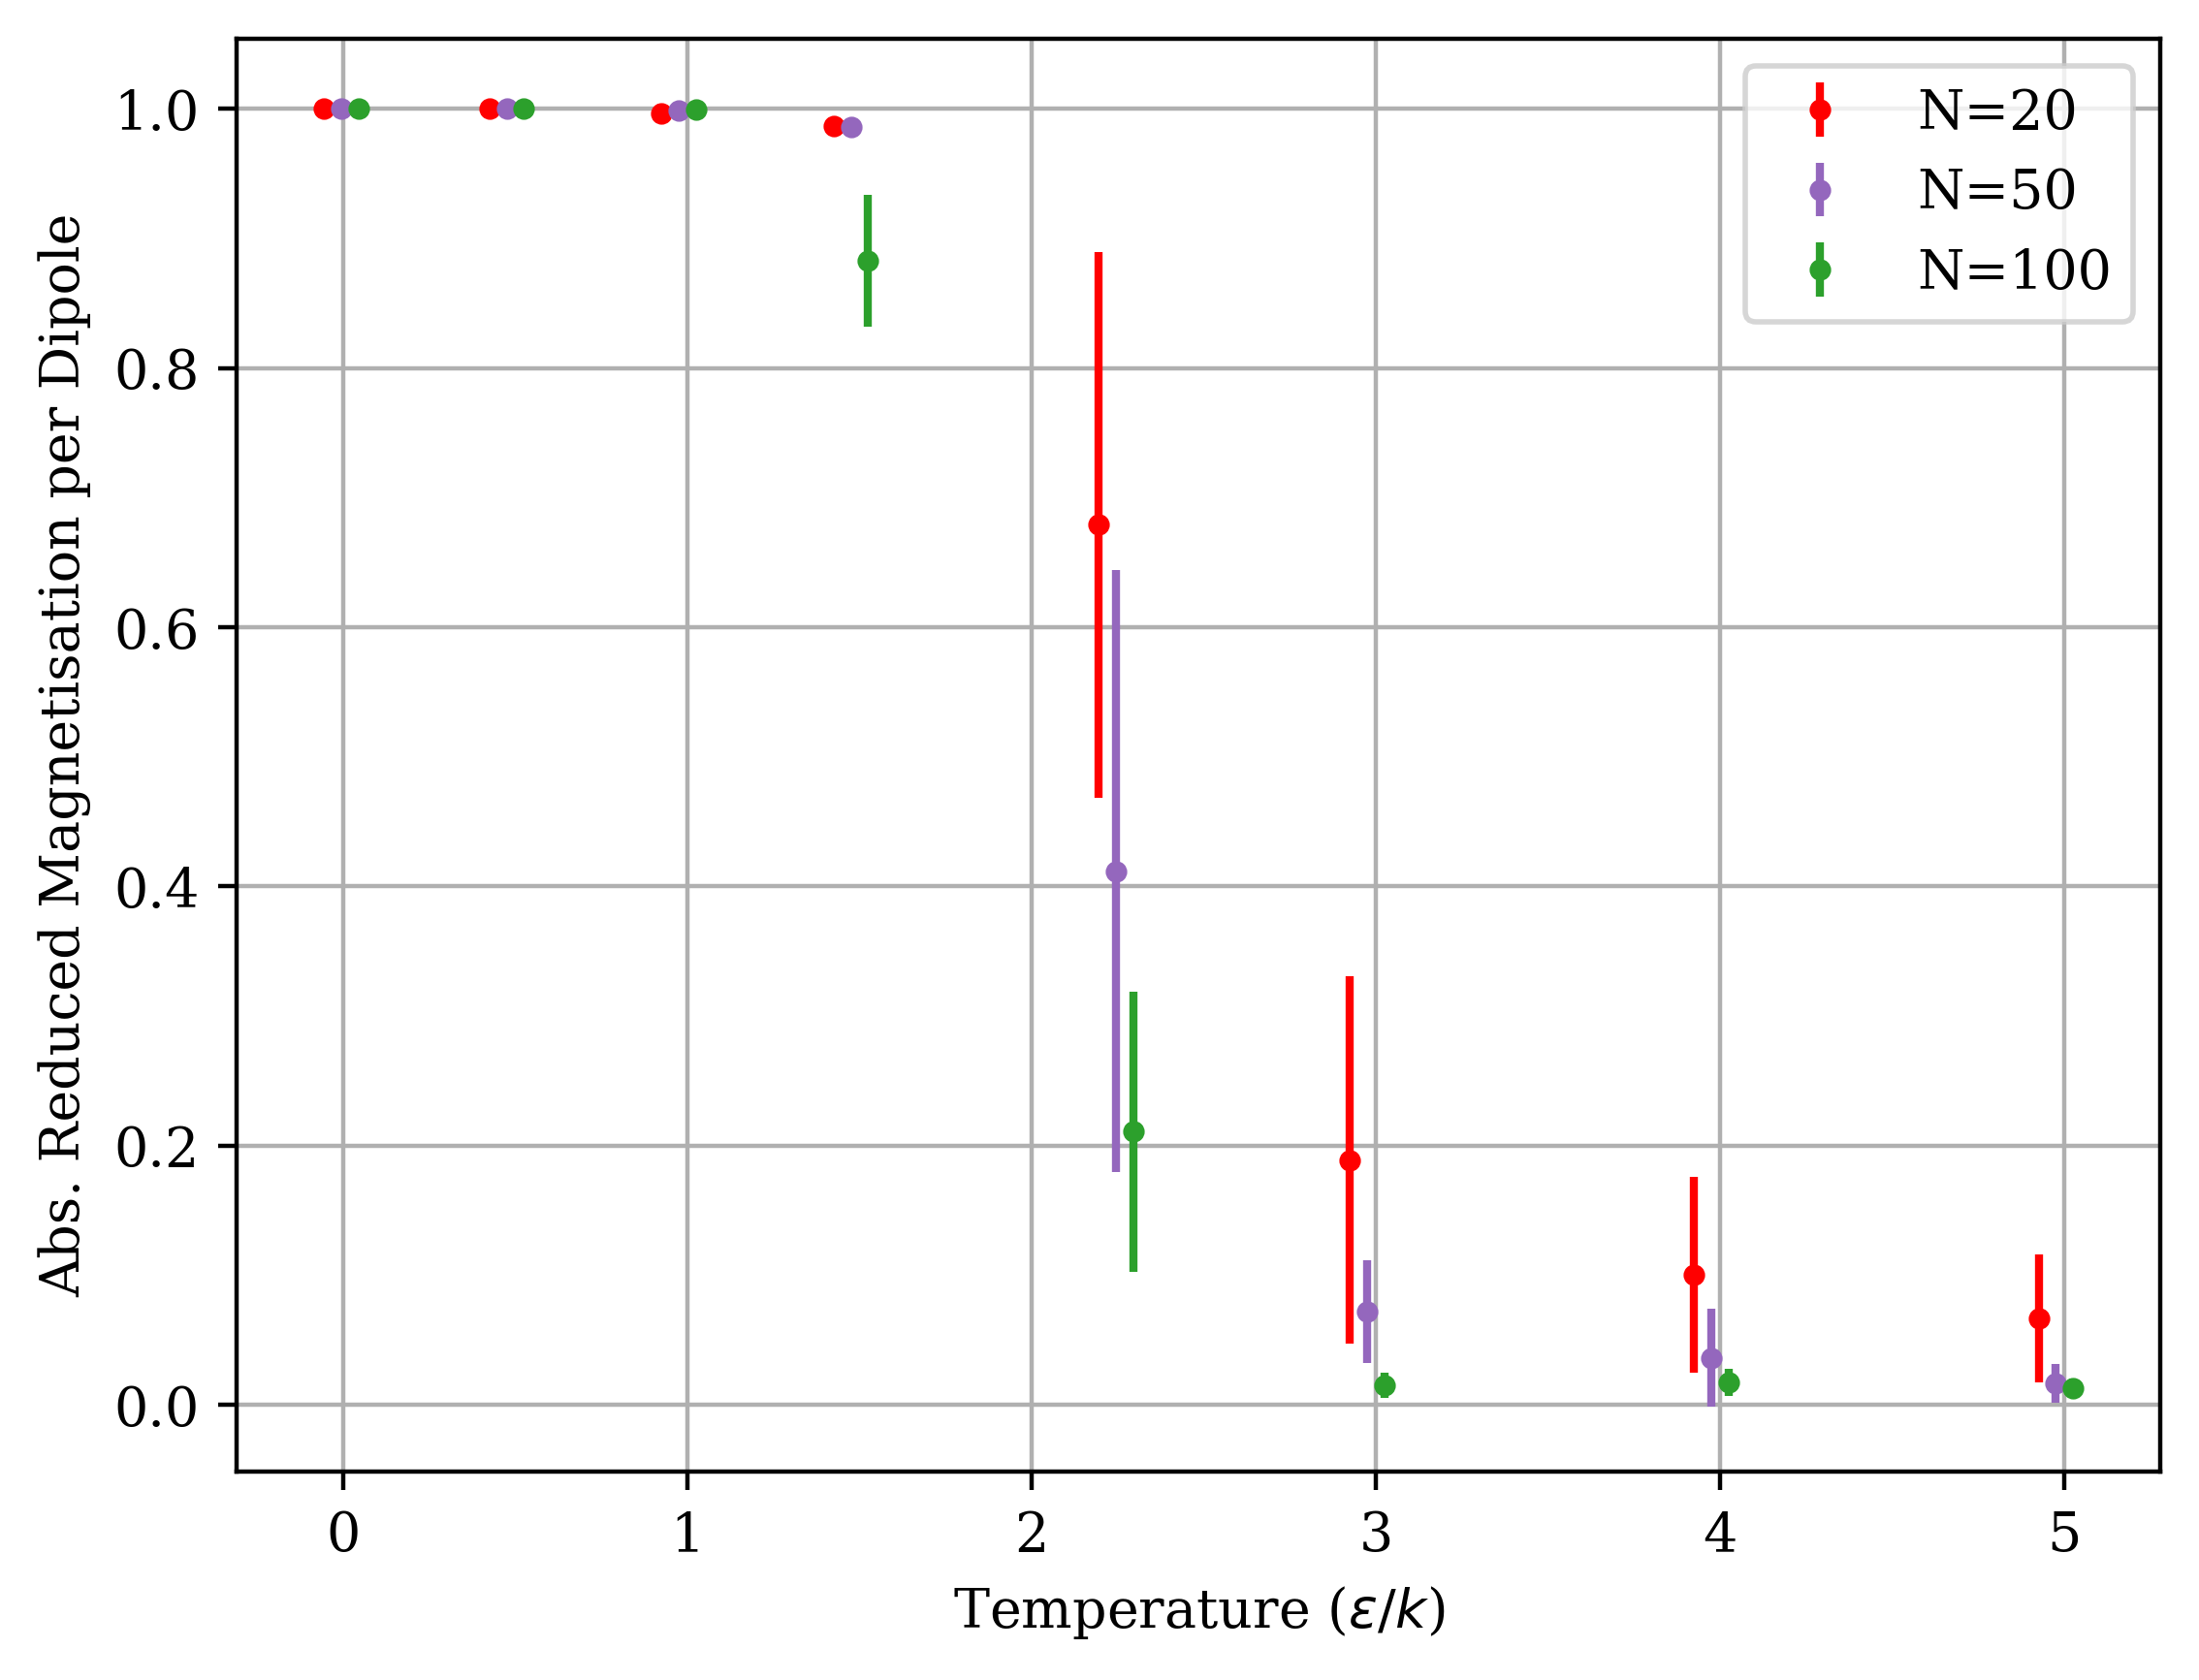 N=20
N=50
N=100
1.0
0.8
0.6
0.4
0.2
0.0
Abs. Reduced Magnetisation per Dipole
0 1 2 3 4 5
Temperature (ε/k)